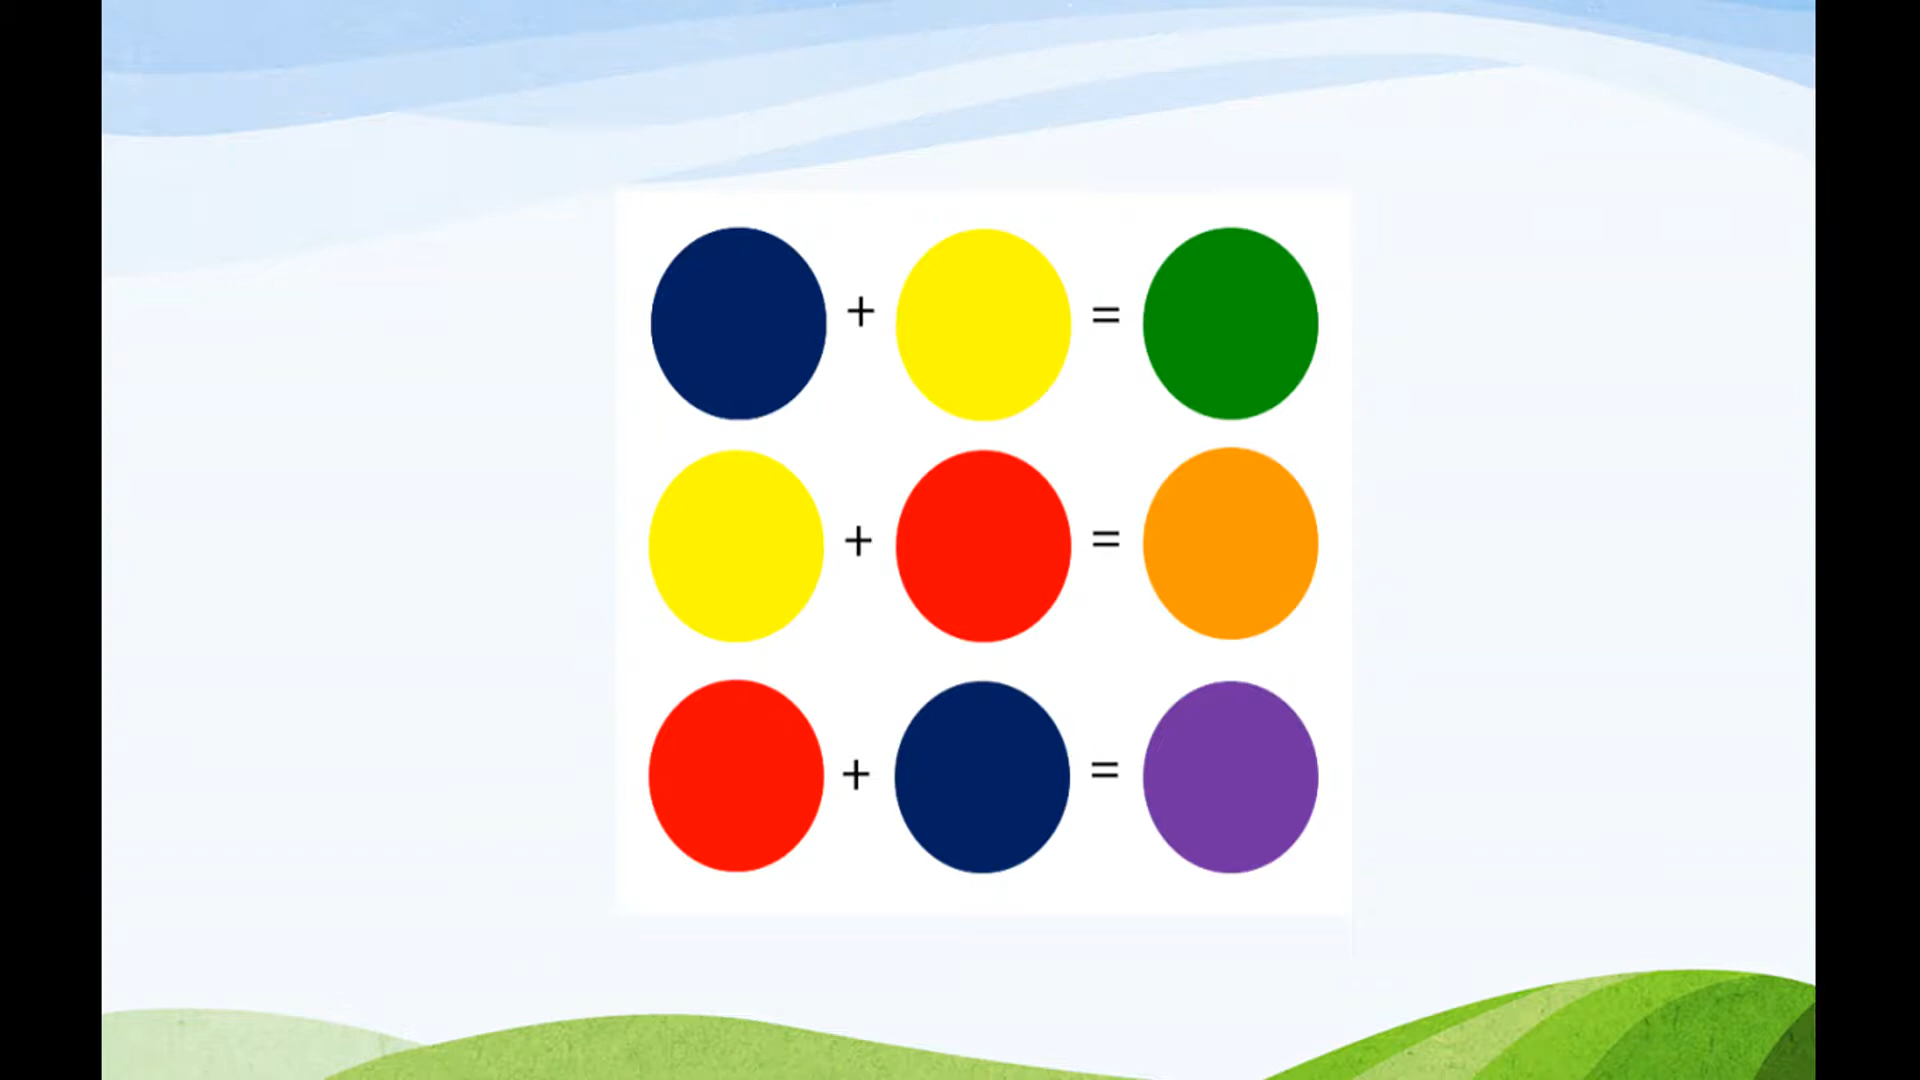 + =
+ =
+ =